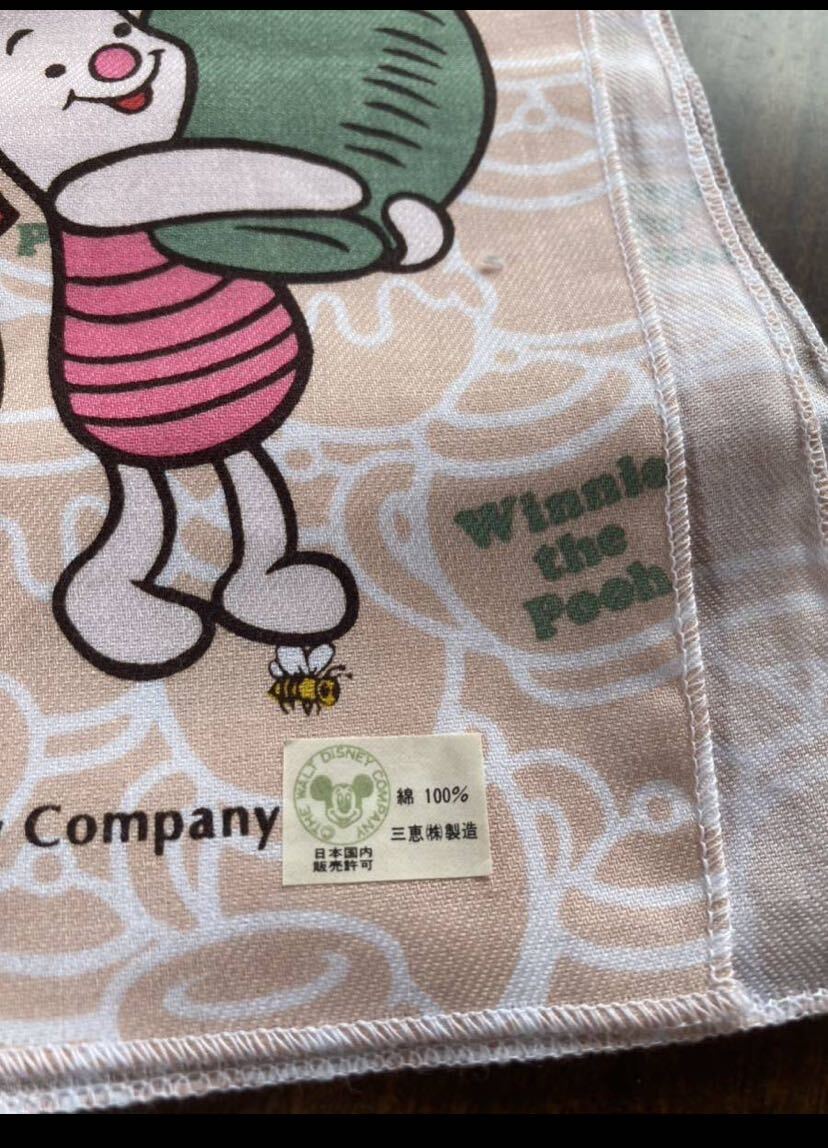 P
Winnie
the
Pooh
Company
©THE WALT DISNEY COMPANY
綿 100%
三恵㈱製造
日本国内
販売許可